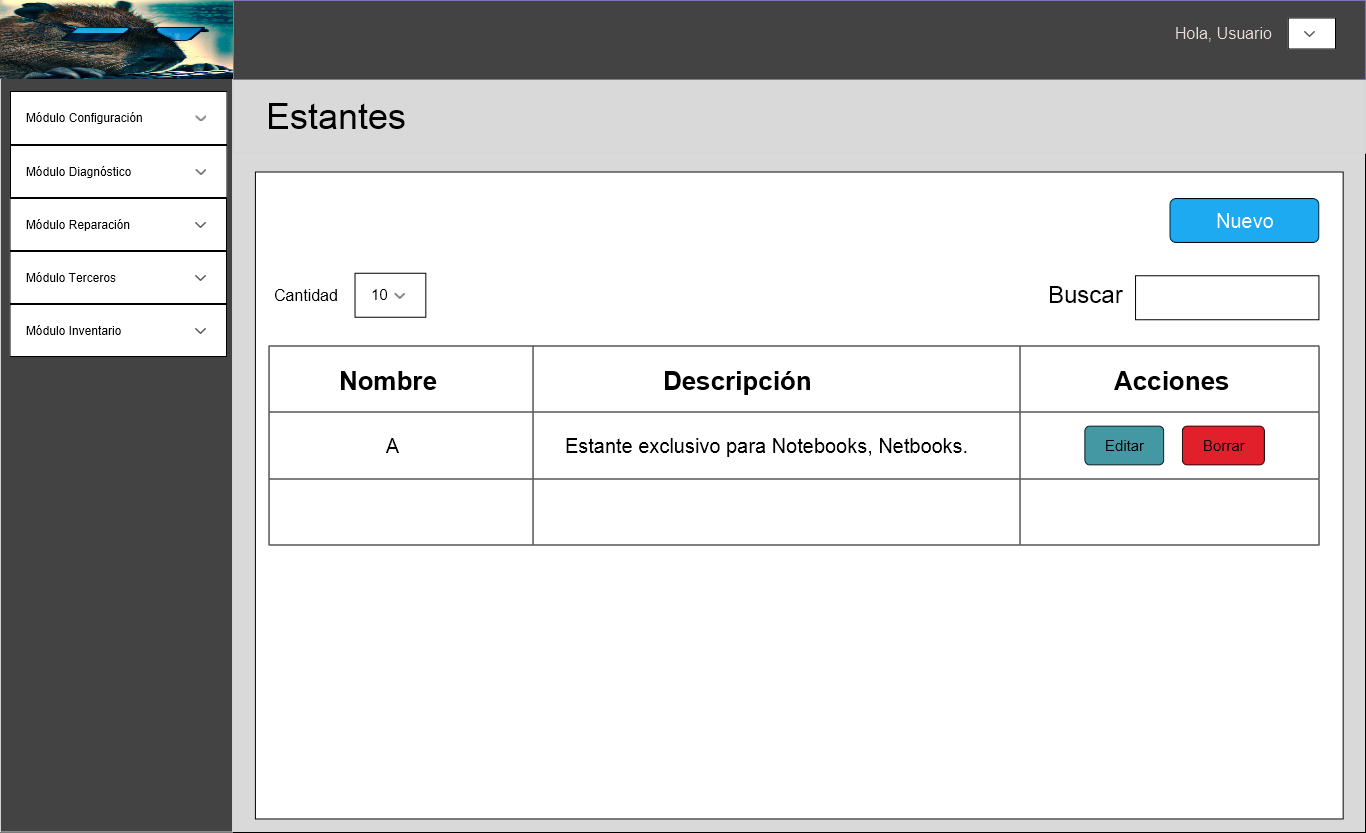 Hola, Usuario
Módulo Configuración
Módulo Diagnóstico
Módulo Reparación
Módulo Terceros
Módulo Inventario
Estantes
Nuevo
Cantidad 10 Buscar
Nombre Descripción Acciones
A Estante exclusivo para Notebooks, Netbooks. Editar Borrar